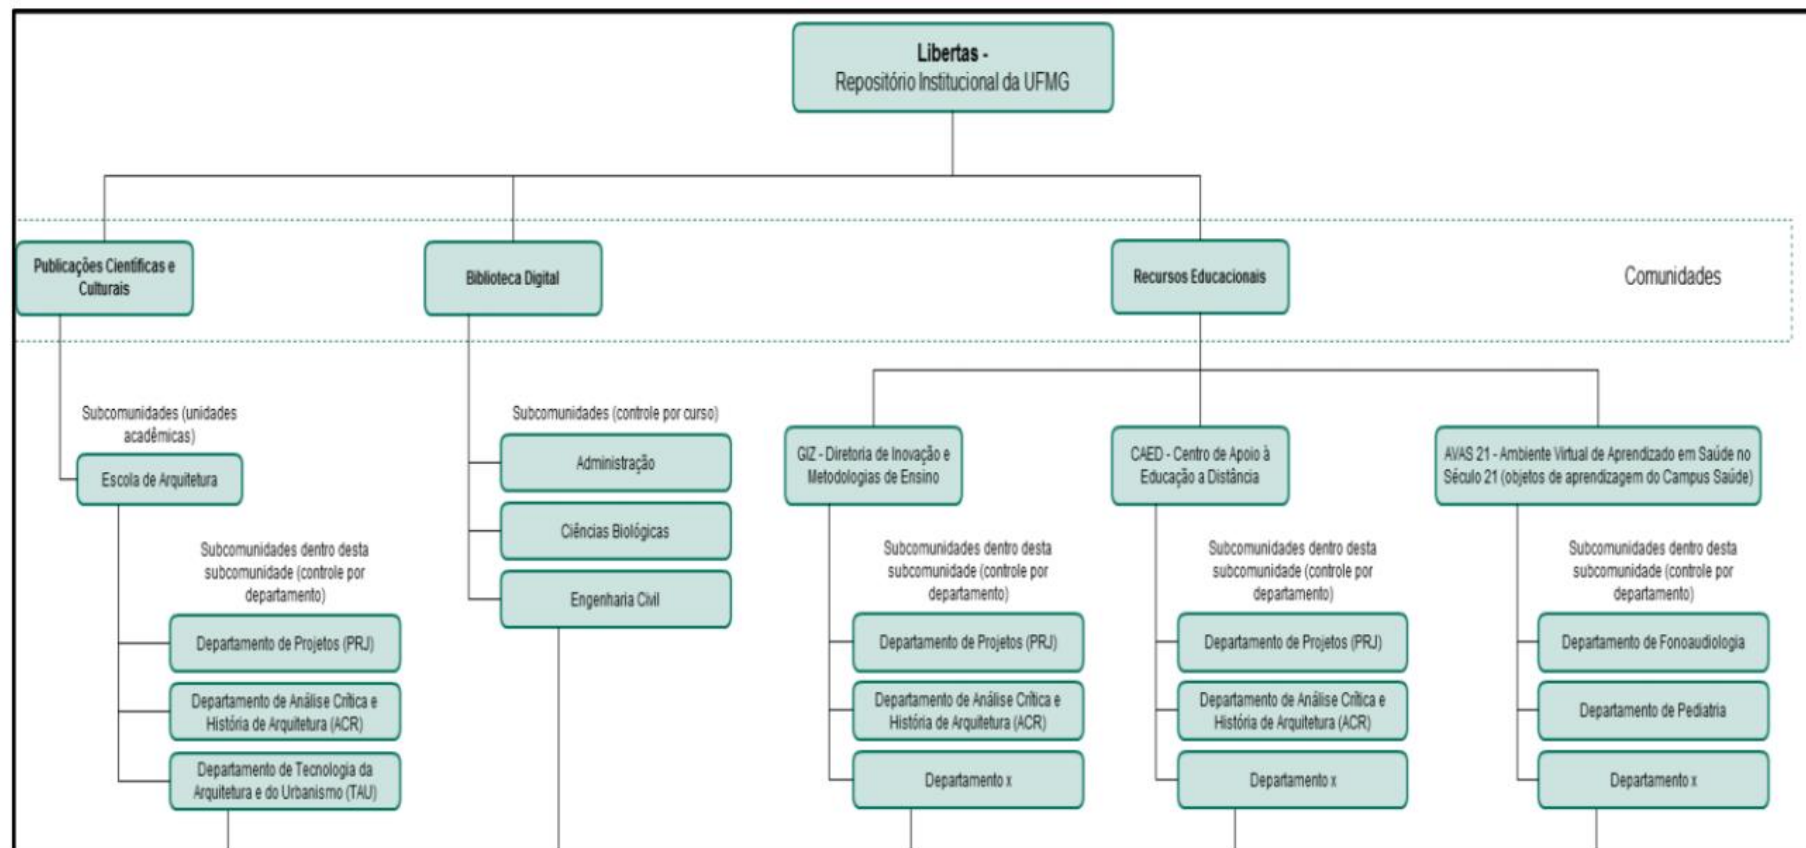 Libertas -
Repositório Institucional da UFMG
Publicações Científicas e
Culturais
Biblioteca Digital
Recursos Educacionais
Comunidades
Subcomunidades (unidades
acadêmicas)
Escola de Arquitetura
Subcomunidades dentro desta
subcomunidade (controle por
departamento)
Departamento de Projetos (PRJ)
Departamento de Análise Crítica e
História de Arquitetura (ACR)
Departamento de Tecnologia da
Arquitetura e do Urbanismo (TAU)
Subcomunidades (controle por curso)
Administração
Ciências Biológicas
Engenharia Civil
GIZ - Diretoria de Inovação e
Metodologias de Ensino
Subcomunidades dentro desta
subcomunidade (controle por
departamento)
Departamento de Projetos (PRJ)
Departamento de Análise Crítica e
História de Arquitetura (ACR)
Departamento x
CAED - Centro de Apoio à
Educação a Distância
Subcomunidades dentro desta
subcomunidade (controle por
departamento)
Departamento de Projetos (PRJ)
Departamento de Análise Crítica e
História de Arquitetura (ACR)
Departamento x
AVAS 21 - Ambiente Virtual de Aprendizado em Saúde no
Século 21 (objetos de aprendizagem do Campus Saúde)
Subcomunidades dentro desta
subcomunidade (controle por
departamento)
Departamento de Fonoaudiologia
Departamento de Pediatria
Departamento x